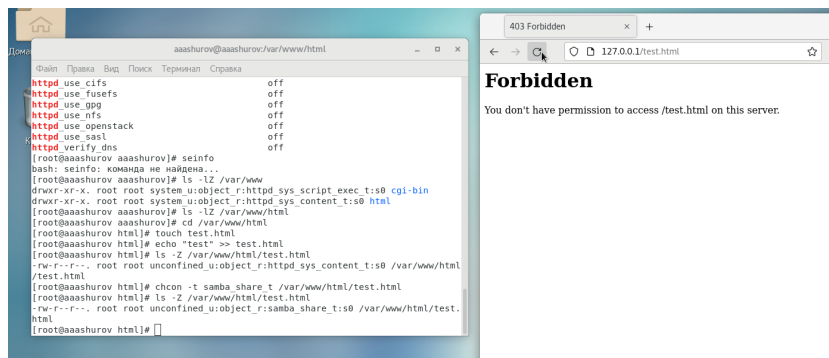 Дома
aaashurov@aaashurov:/var/www/html
Файл Правка Вид Поиск Терминал Справка
httpd_use_cifs off
httpd_use_fusefs off
httpd_use_gpg off
httpd_use_nfs off
httpd_use_openstack off
httpd_use_sasl off
httpd_verify_dns off
[root@aaashurov aaashurov]# seinfo
bash: seinfo: команда не найдена...
[root@aaashurov aaashurov]# ls -lZ /var/www
drwxr-xr-x. root root system_u:object_r:httpd_sys_script_exec_t:s0 cgi-bin
drwxr-xr-x. root root system_u:object_r:httpd_sys_content_t:s0 html
[root@aaashurov aaashurov]# ls -lZ /var/www/html
[root@aaashurov aaashurov]# cd /var/www/html
[root@aaashurov html]# touch test.html
[root@aaashurov html]# echo "test" >> test.html
[root@aaashurov html]# ls -Z /var/www/html/test.html
-rw-r--r--. root root unconfined_u:object_r:httpd_sys_content_t:s0 /var/www/html
/test.html
[root@aaashurov html]# chcon -t samba_share_t /var/www/html/test.html
[root@aaashurov html]# ls -Z /var/www/html/test.html
-rw-r--r--. root root unconfined_u:object_r:samba_share_t:s0 /var/www/html/test.
html
[root@aaashurov html]#
403 Forbidden
127.0.0.1/test.html
Forbidden
You don't have permission to access /test.html on this server.